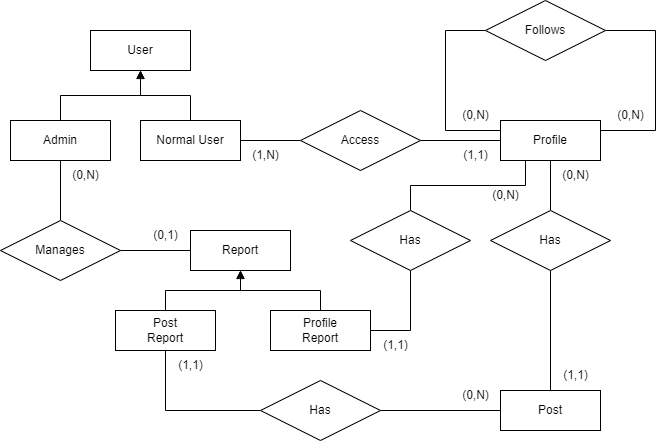 Follows
User
(0,N)
(0,N)
Admin
Normal User
Access
Profile
(1,N)
(1,1)
(0,N)
(0,N)
(0,N)
(0,1)
Manages
Report
Has
Has
Post
Report
Profile
Report
(1,1)
(1,1)
(1,1)
(0,N)
Has
Post